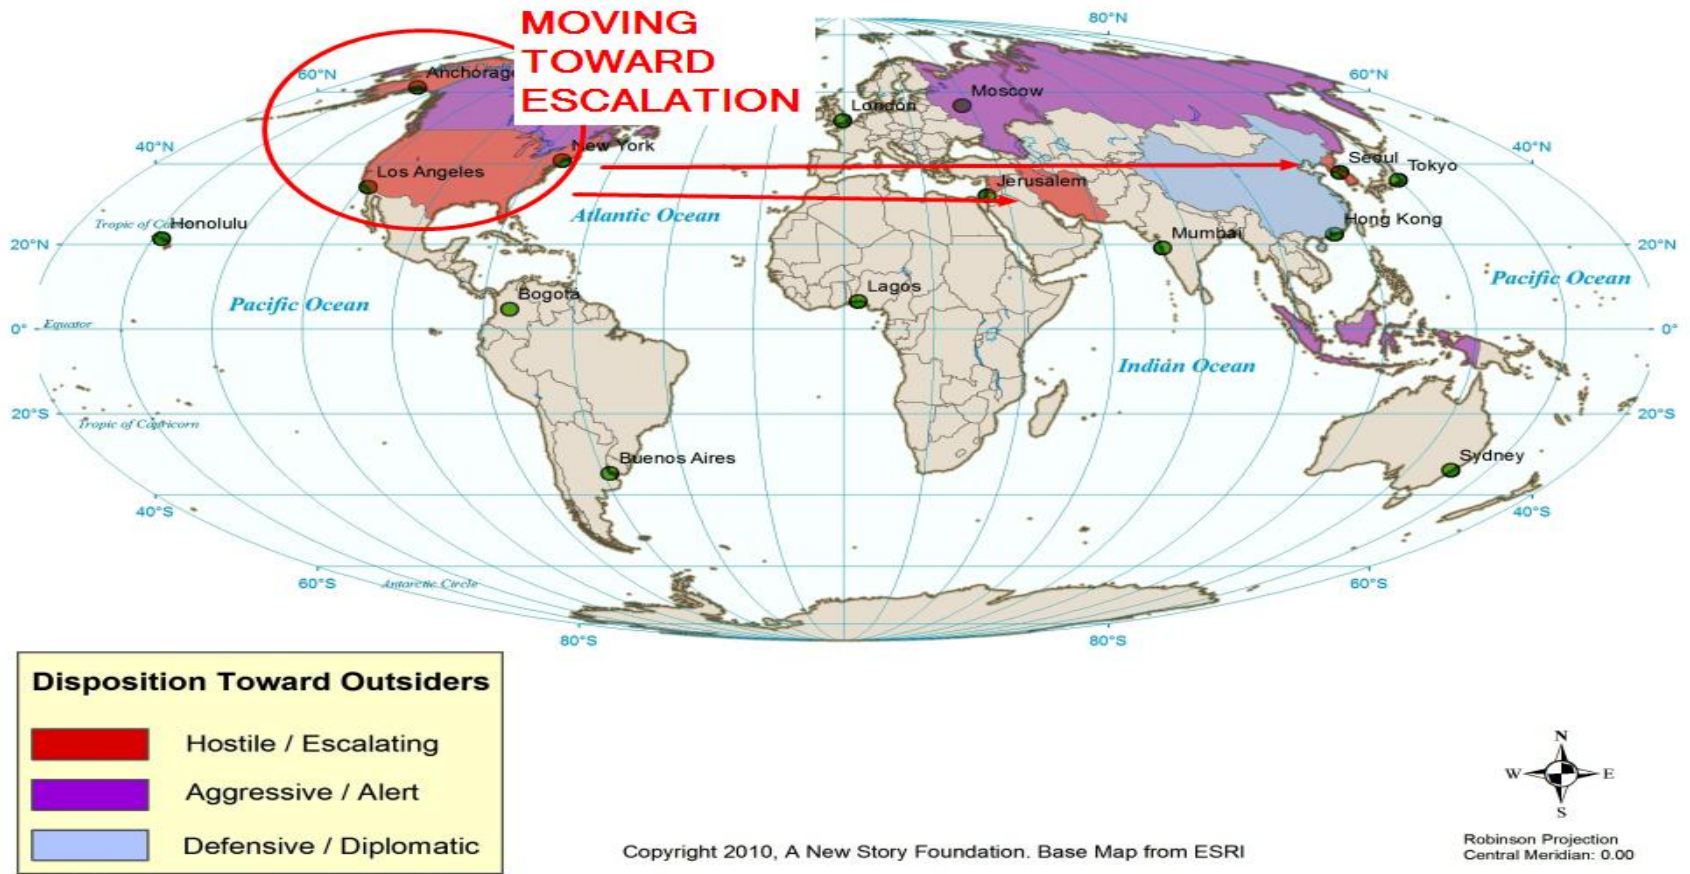 MOVING
TOWARD
ESCALATION
80°N
60°N
Anchorage
60°N
London
Moscow
40°N
New York
Seoul
Tokyo
40°N
Los Angeles
Jerusalem
Tropic of
Honolulu
Atlantic Ocean
Hong Kong
20°N
Mumbai
20°N
Pacific Ocean
Bogota
Lagos
Pacific Ocean
0°
Equator
0°
Indian Ocean
20°S
Tropic of Capricorn
20°S
Buenos Aires
Sydney
40°S
40°S
60°S
Antarctic Circle
60°S
80°S
80°S
Disposition Toward Outsiders
Hostile / Escalating
Aggressive / Alert
Defensive / Diplomatic
Copyright 2010, A New Story Foundation. Base Map from ESRI
N
W E
S
Robinson Projection
Central Meridian: 0.00